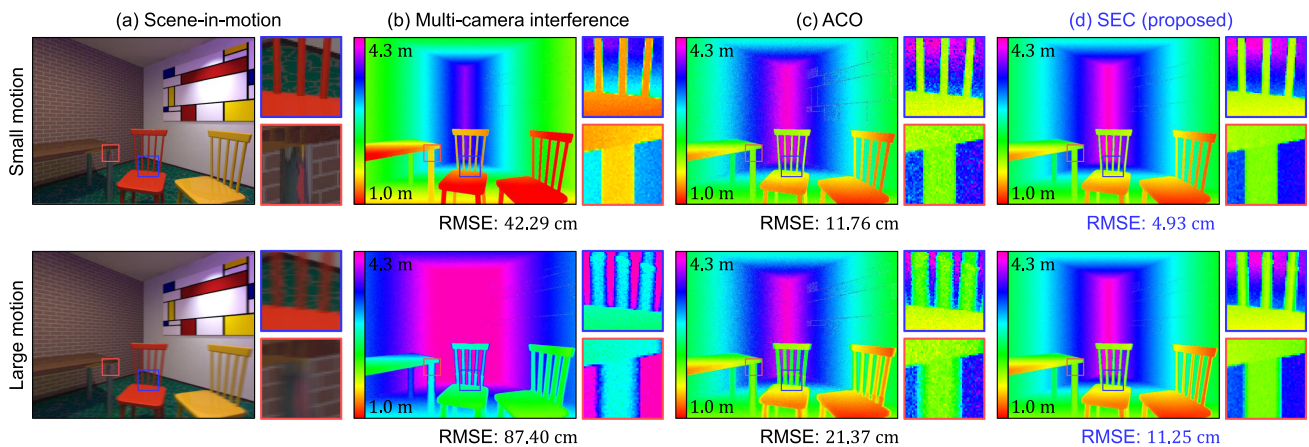 (a) Scene-in-motion (b) Multi-camera interference (c) ACO (d) SEC (proposed)
Small motion
4.3 m 4.3 m 4.3 m
1.0 m 1.0 m 1.0 m
RMSE: 42.29 cm RMSE: 11.76 cm RMSE: 4.93 cm
Large motion
4.3 m 4.3 m 4.3 m
1.0 m 1.0 m 1.0 m
RMSE: 87.40 cm RMSE: 21.37 cm RMSE: 11.25 cm